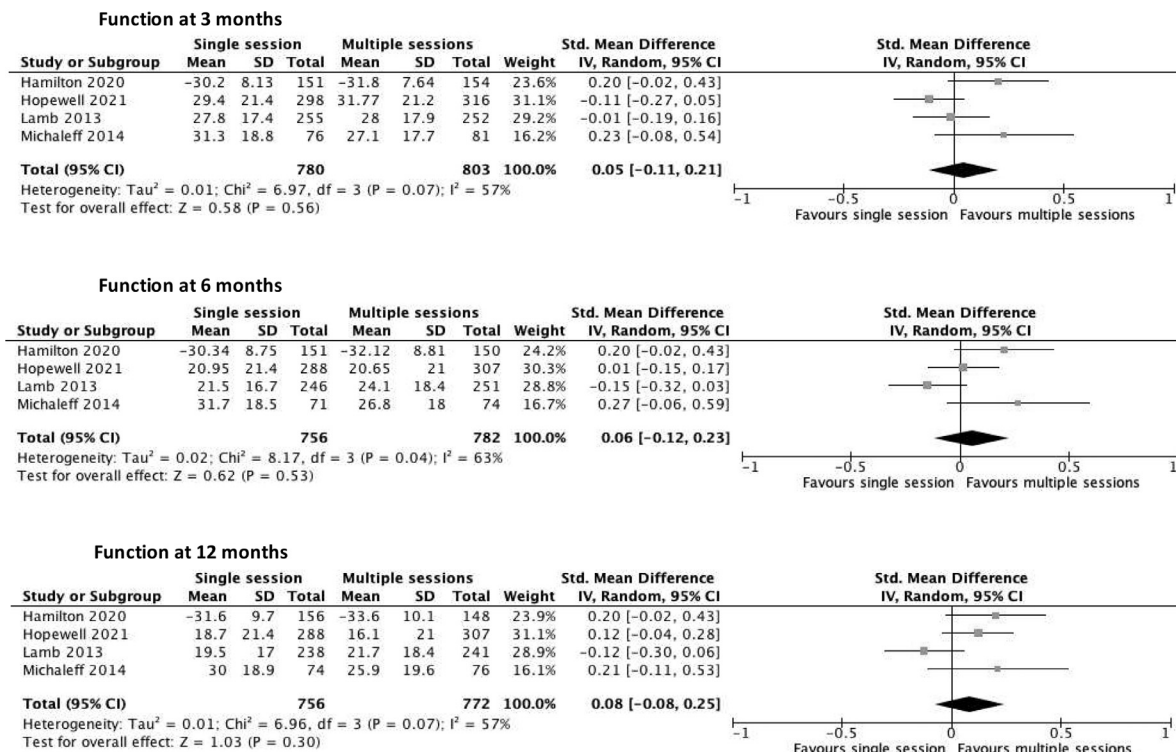 Function at 3 months
Single session Multiple sessions Std. Mean Difference Std. Mean Difference
Study or Subgroup Mean SD Total Mean SD Total Weight IV, Random, 95% CI IV, Random, 95% CI
Hamilton 2020 -30.2 8.13 151 -31.8 7.64 154 23.6% 0.20 [-0.02, 0.43]
Hopewell 2021 29.4 21.4 298 31.77 21.2 316 31.1% -0.11 [-0.27, 0.05]
Lamb 2013 27.8 17.4 255 28 17.9 252 29.2% -0.01 [-0.19, 0.16]
Michaleff 2014 31.3 18.8 76 27.1 17.7 81 16.2% 0.23 [-0.08, 0.54]
Total (95% CI) 780 803 100.0% 0.05 [-0.11, 0.21]
Heterogeneity: Tau² = 0.01; Chi² = 6.97, df = 3 (P = 0.07); I² = 57%
Test for overall effect: Z = 0.58 (P = 0.56)
-1 -0.5 0 0.5 1
Favours single session Favours multiple sessions
Function at 6 months
Single session Multiple sessions Std. Mean Difference Std. Mean Difference
Study or Subgroup Mean SD Total Mean SD Total Weight IV, Random, 95% CI IV, Random, 95% CI
Hamilton 2020 -30.34 8.75 151 -32.12 8.81 150 24.2% 0.20 [-0.02, 0.43]
Hopewell 2021 20.95 21.4 288 20.65 21 307 30.3% 0.01 [-0.15, 0.17]
Lamb 2013 21.5 16.7 246 24.1 18.4 251 28.8% -0.15 [-0.32, 0.03]
Michaleff 2014 31.7 18.5 71 26.8 18 74 16.7% 0.27 [-0.06, 0.59]
Total (95% CI) 756 782 100.0% 0.06 [-0.12, 0.23]
Heterogeneity: Tau² = 0.02; Chi² = 8.17, df = 3 (P = 0.04); I² = 63%
Test for overall effect: Z = 0.62 (P = 0.53)
-1 -0.5 0 0.5 1
Favours single session Favours multiple sessions
Function at 12 months
Single session Multiple sessions Std. Mean Difference Std. Mean Difference
Study or Subgroup Mean SD Total Mean SD Total Weight IV, Random, 95% CI IV, Random, 95% CI
Hamilton 2020 -31.6 9.7 156 -33.6 10.1 148 23.9% 0.20 [-0.02, 0.43]
Hopewell 2021 18.7 21.4 288 16.1 21 307 31.1% 0.12 [-0.04, 0.28]
Lamb 2013 19.5 17 238 21.7 18.4 241 28.9% -0.12 [-0.30, 0.06]
Michaleff 2014 30 18.9 74 25.9 19.6 76 16.1% 0.21 [-0.11, 0.53]
Total (95% CI) 756 772 100.0% 0.08 [-0.08, 0.25]
Heterogeneity: Tau² = 0.01; Chi² = 6.96, df = 3 (P = 0.07); I² = 57%
Test for overall effect: Z = 1.03 (P = 0.30)
-1 -0.5 0 0.5 1
Favours single session Favours multiple sessions